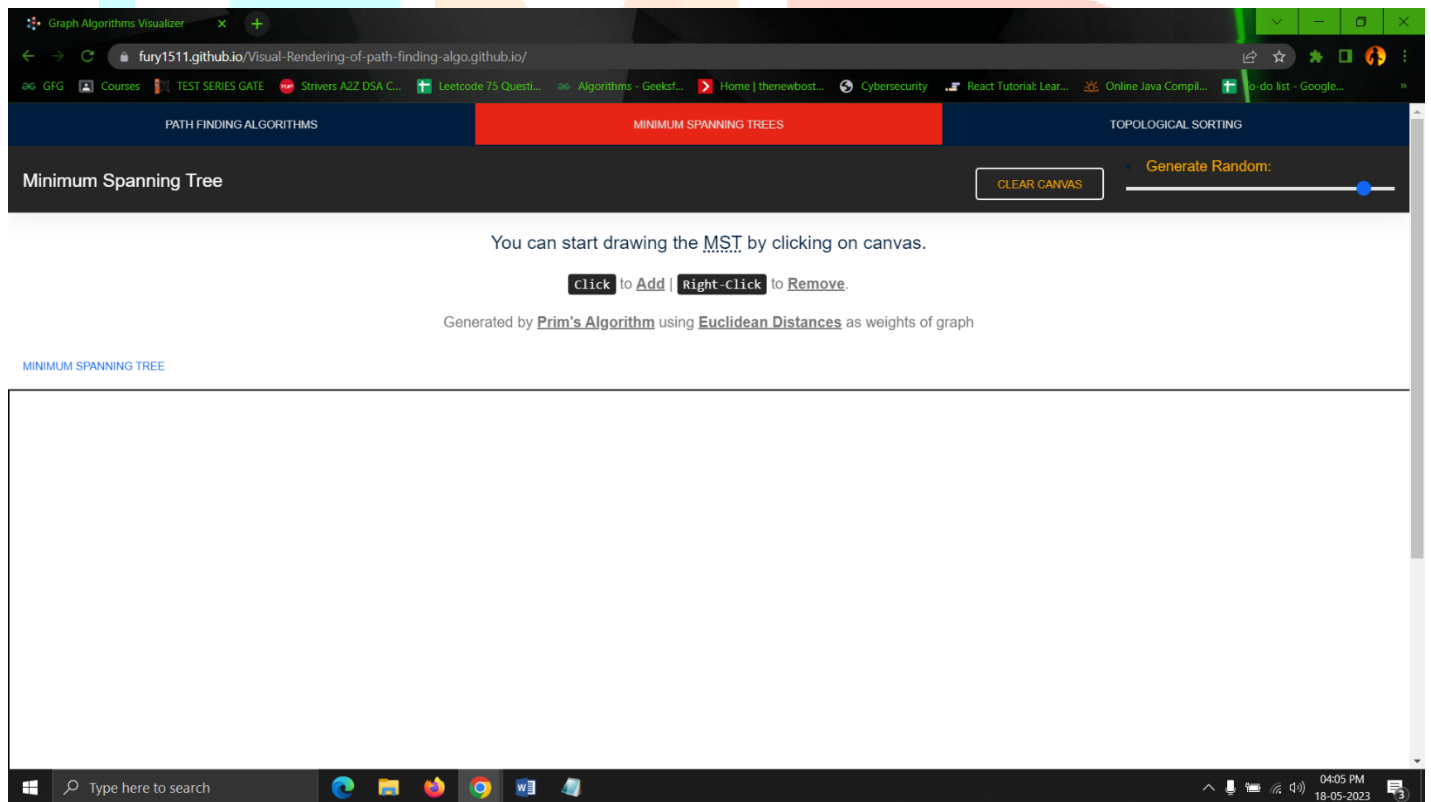 Graph Algorithms Visualizer
fury1511.github.io/Visual-Rendering-of-path-finding-algo.github.io/
GFG Courses TEST SERIES GATE Strivers A2Z DSA C... Leetcode 75 Questi... Algorithms - Geeksf... Home | thenewbost... Cybersecurity React Tutorial: Lear... Online Java Compil... To-do list - Google... »
PATH FINDING ALGORITHMS MINIMUM SPANNING TREES TOPOLOGICAL SORTING
Minimum Spanning Tree CLEAR CANVAS Generate Random:
You can start drawing the MST by clicking on canvas.
Click to Add | Right-Click to Remove.
Generated by Prim's Algorithm using Euclidean Distances as weights of graph
MINIMUM SPANNING TREE
Type here to search
04:05 PM
18-05-2023
3